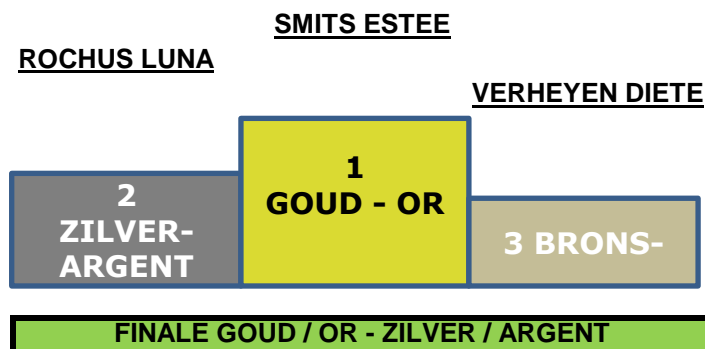 SMITS ESTEE
ROCHUS LUNA
VERHEYEN DIETE
1
GOUD - OR
2
ZILVER-
ARGENT
3 BRONS-
FINALE GOUD / OR - ZILVER / ARGENT